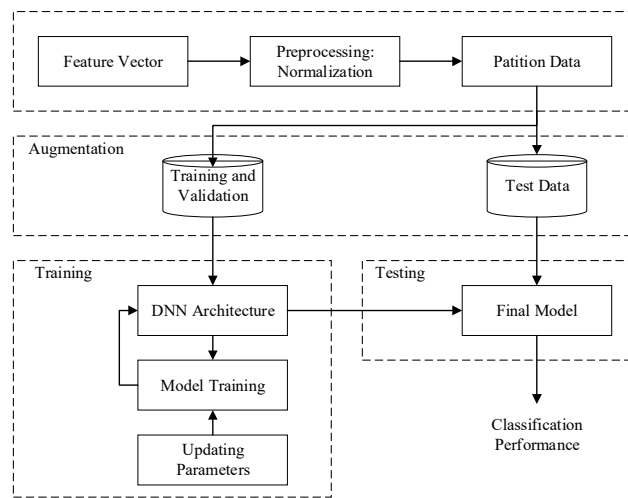 Feature Vector
Preprocessing:
Normalization
Patition Data
Augmentation
Training and
Validation
Test Data
Training
Testing
DNN Architecture
Final Model
Model Training
Updating
Parameters
Classification
Performance